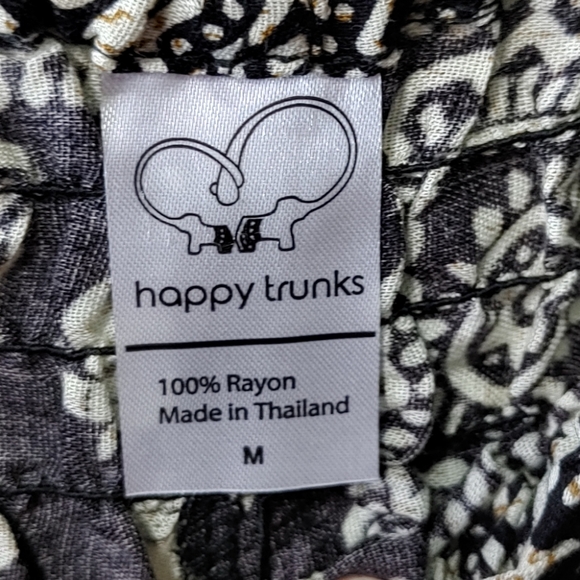 happy trunks
100% Rayon
Made in Thailand
M